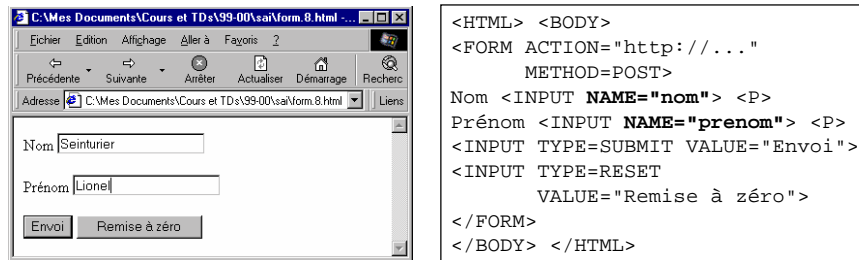 C:\Mes Documents\Cours et TDs\99-00\sai\form.8.html -...
Fichier Edition Affichage Aller à Favoris ?
Précédente Suivante Arrêter Actualiser Démarrage Recherc
Adresse C:\Mes Documents\Cours et TDs\99-00\sai\form.8.html Liens
Nom Seinturier
Prénom Lionel
Envoi Remise à zéro
<HTML> <BODY>
<FORM ACTION="http://..."
METHOD=POST>
Nom <INPUT NAME="nom"> <P>
Prénom <INPUT NAME="prenom"> <P>
<INPUT TYPE=SUBMIT VALUE="Envoi">
<INPUT TYPE=RESET
VALUE="Remise à zéro">
</FORM>
</BODY> </HTML>